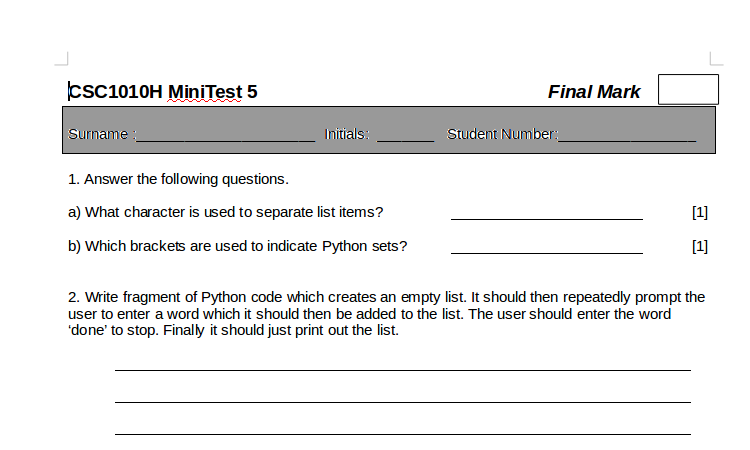 CSC1010H MiniTest 5 Final Mark
Surname :______________________ Initials: _______ Student Number:_________________
1. Answer the following questions.
a) What character is used to separate list items? ________________________ [1]
b) Which brackets are used to indicate Python sets? ________________________ [1]
2. Write fragment of Python code which creates an empty list. It should then repeatedly prompt the
user to enter a word which it should then be added to the list. The user should enter the word
‘done’ to stop. Finally it should just print out the list.